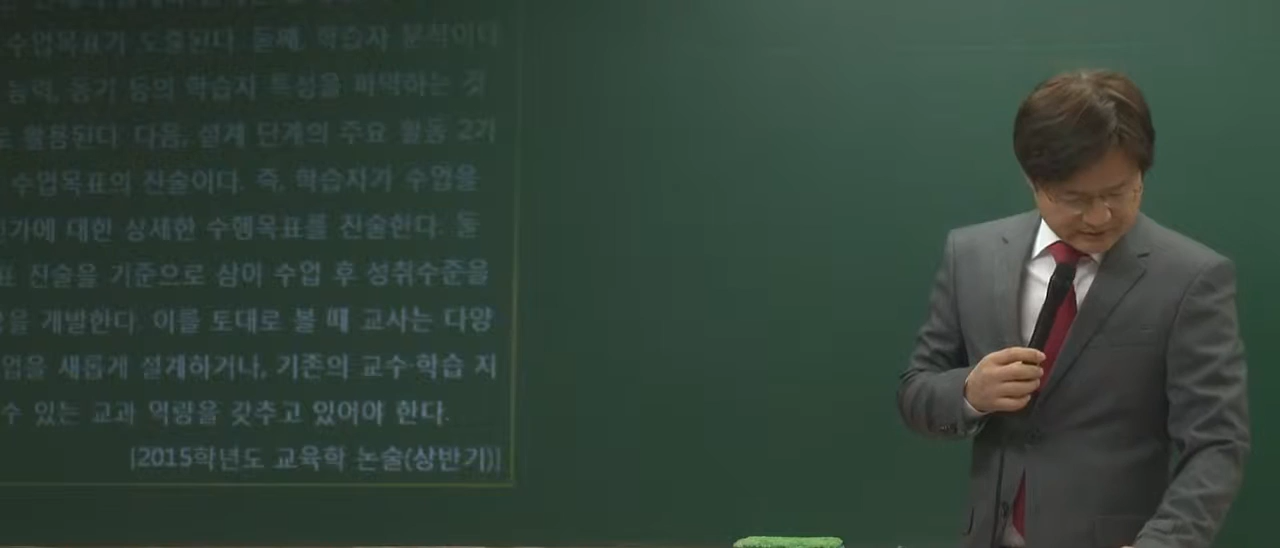 수업목표가 도출된다. 둘째, 학습자 분석이다
능력, 동기 등의 학습자 특성을 파악하는 것
로 활용된다. 다음, 설계 단계의 주요 활동 2가
수업목표의 진술이다. 즉, 학습자가 수업을
인가에 대한 상세한 수행목표를 진술한다. 둘
표 진술을 기준으로 삼아 수업 후 성취수준을
을 개발한다. 이를 토대로 볼 때 교사는 다양
업을 새롭게 설계하거나, 기존의 교수·학습 지
수 있는 교과 역량을 갖추고 있어야 한다.
[2015학년도 교육학 논술(상반기)]